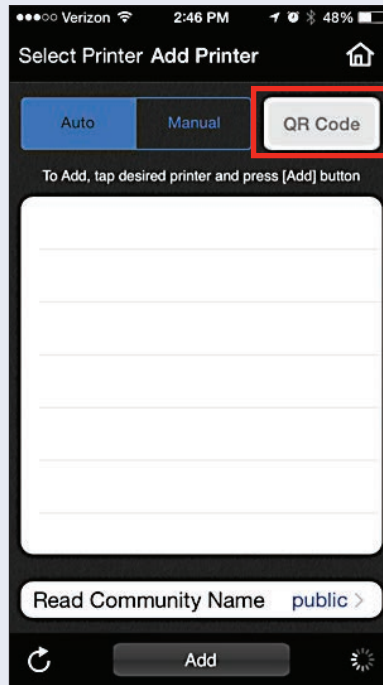 Verizon 2:46 PM 48%
Select Printer Add Printer
Auto Manual QR Code
To Add, tap desired printer and press [Add] button
Read Community Name public >
Add